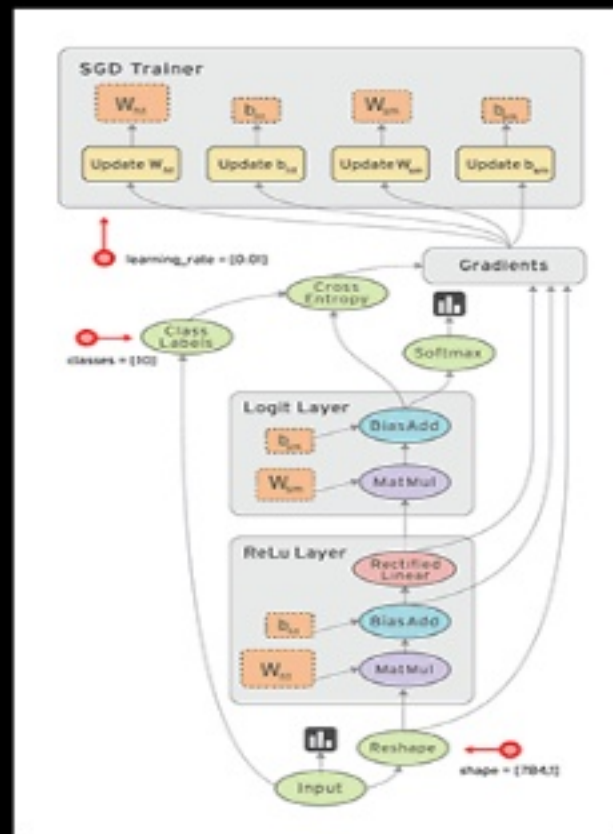 SGD Trainer
W
b
W
b
Update W
Update b
Update W
Update b
learning_rate = [0.01]
Gradients
Cross
Entropy
Class
Labels
classes = [10]
Softmax
Logit Layer
b
BiasAdd
W
MatMul
ReLu Layer
Rectified
Linear
b
BiasAdd
W
MatMul
Reshape
shape = [784,1]
Input